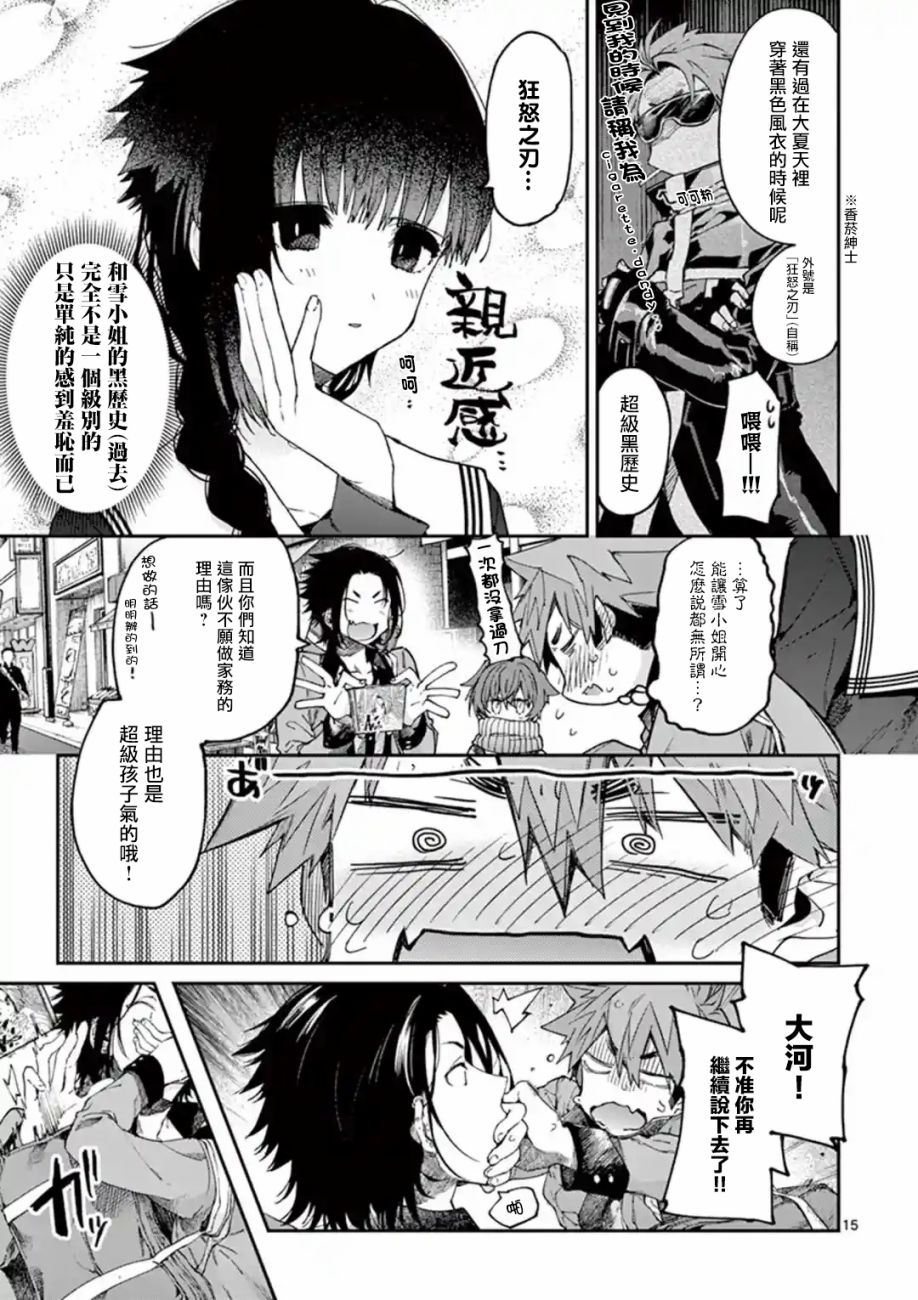 還有過在大夏天裡
穿著黑色風衣的時候呢
外號是
「狂怒之刃」(自稱)
※香菸紳士
可可粉
見到我的時候請稱我為
cigarette.dandy…
喂喂—!!!
超級黑歷史
狂怒之刃…
親近感…
呵呵…
和雪小姐的黑歷史(過去)
完全不是一個級別的
只是單純的感到羞恥而已
…算了
能讓雪小姐開心
怎麼說都無所謂…?
一次都沒拿過刀
而且你們知道
這傢伙不願做家務的
理由嗎?
想做的話—
明明辦的到的!
理由也是
超級孩子氣的哦!
あ
ッ
大河!
不准你再
繼續說下去了!!
啪
ガッ
15